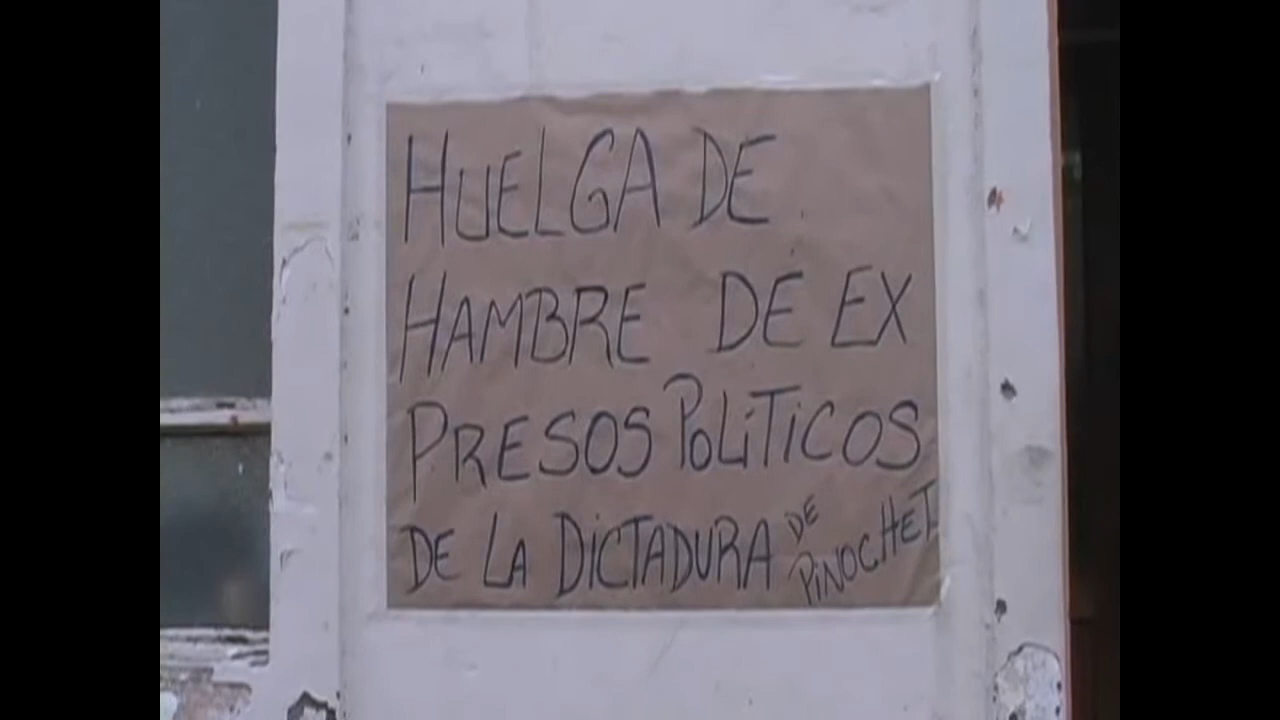 HUELGA DE
HAMBRE DE EX
PRESOS POLiTiCOS
DE LA DiCTADURA DE PiNOCHET